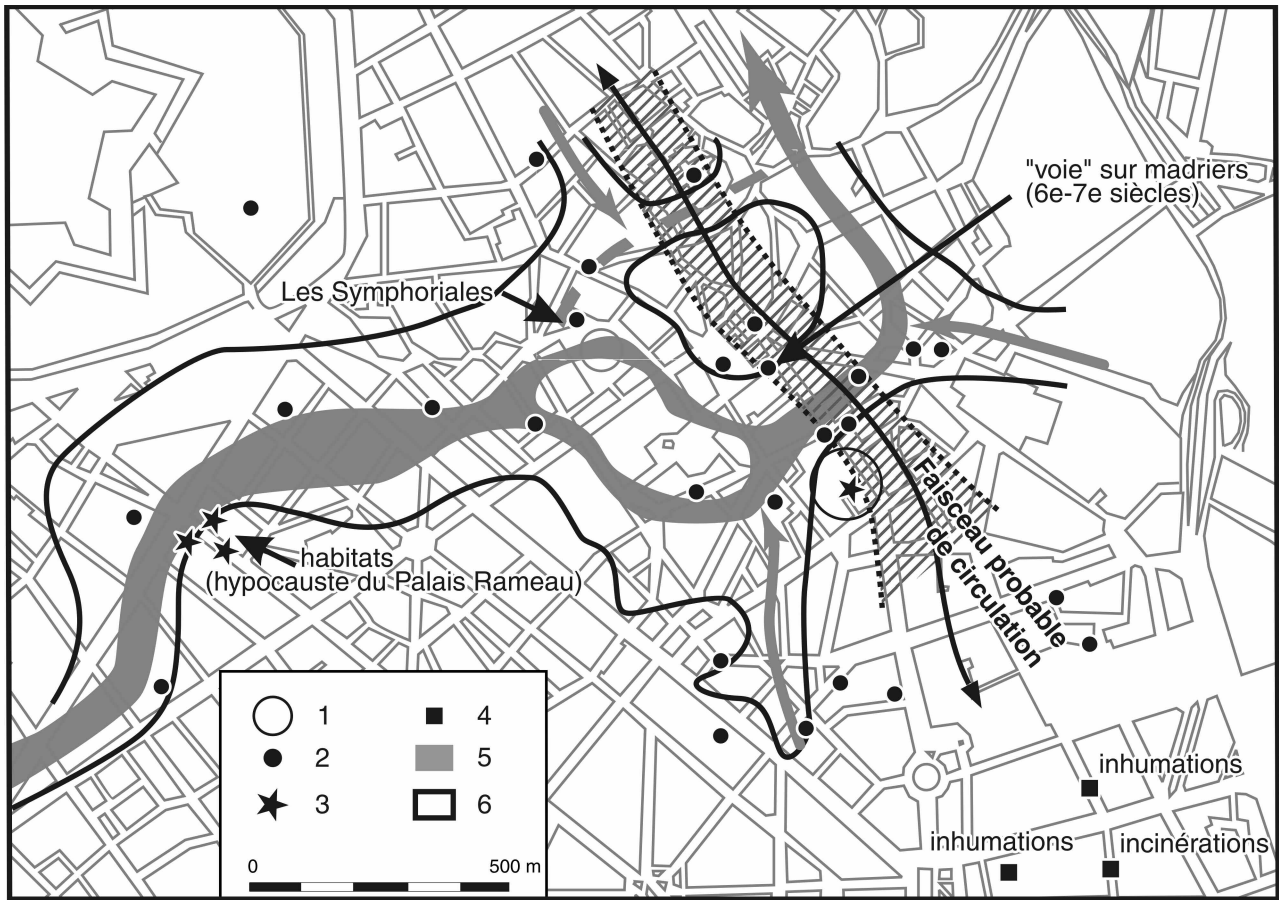 "voie" sur madriers
(6e-7e siècles)
Les Symphoriales
habitats
(hypocauste du Palais Rameau)
Faisceau probable
de circulation
1
2
3
4
5
6
0
500 m
inhumations
inhumations
incinérations